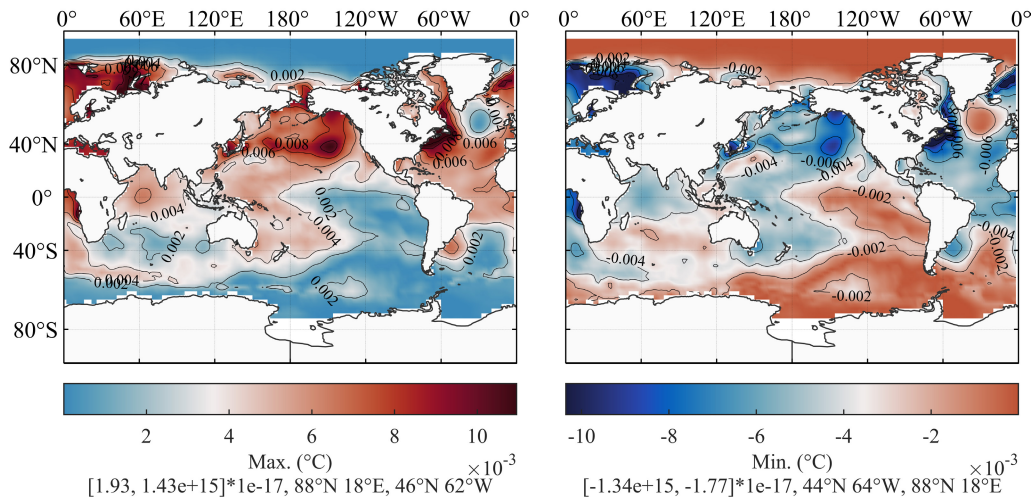 0° 60°E 120°E 180° 120°W 60°W 0°
0° 60°E 120°E 180° 120°W 60°W 0°
80°N
40°N
0°
40°S
80°S
0.002
0.008
0.006
0.006
0.006
0.004
0.002
0.004
0.002
0.004
0.002
0.002
80°N
40°N
0°
40°S
80°S
-0.002
-0.002
-0.004
-0.004
-0.002
-0.002
-0.004
-0.002
2 4 6 8 10
Max. (°C)
×10⁻³
[1.93, 1.43e+15]*1e-17, 88°N 18°E, 46°N 62°W
-10 -8 -6 -4 -2
Min. (°C)
×10⁻³
[-1.34e+15, -1.77]*1e-17, 44°N 64°W, 88°N 18°E